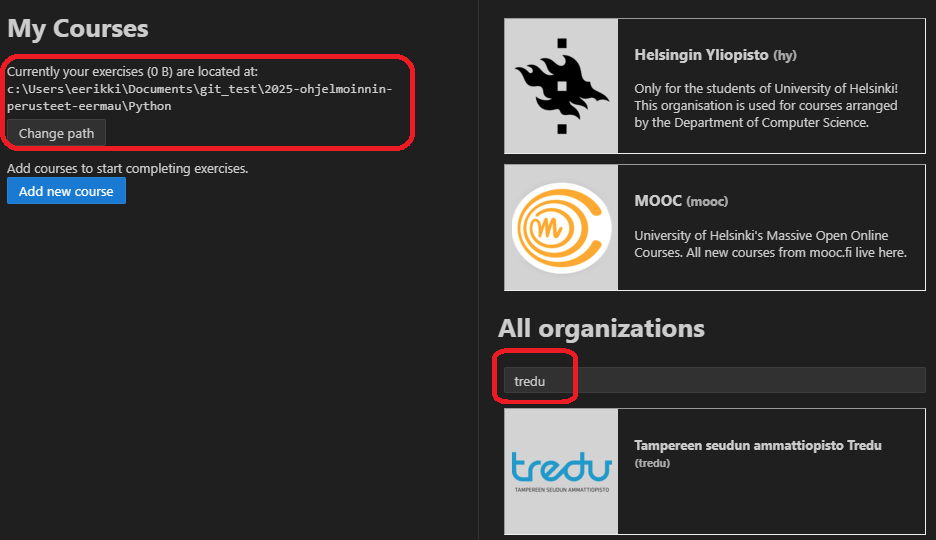 My Courses
Currently your exercises (0 B) are located at:
c:\Users\eerikki\Documents\git_test\2025-ohjelmoinnin-
perusteet-eermau\Python
Change path
Add courses to start completing exercises.
Add new course
Helsingin Yliopisto (hy)
Only for the students of University of Helsinki!
This organisation is used for courses arranged
by the Department of Computer Science.
m
MOOC (mooc)
University of Helsinki's Massive Open Online
Courses. All new courses from mooc.fi live here.
All organizations
tredu
tredu
TAMPEREEN SEUDUN AMMATTIOPISTO
Tampereen seudun ammattiopisto Tredu
(tredu)